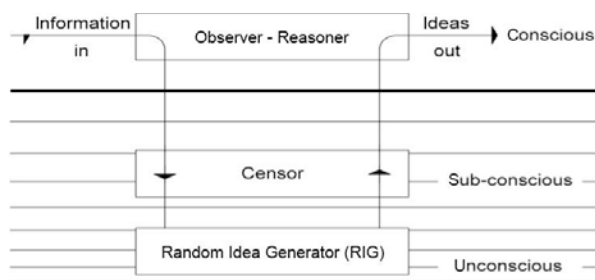 Information
in
Observer - Reasoner
Ideas
out
Conscious
Censor
Sub-conscious
Random Idea Generator (RIG)
Unconscious